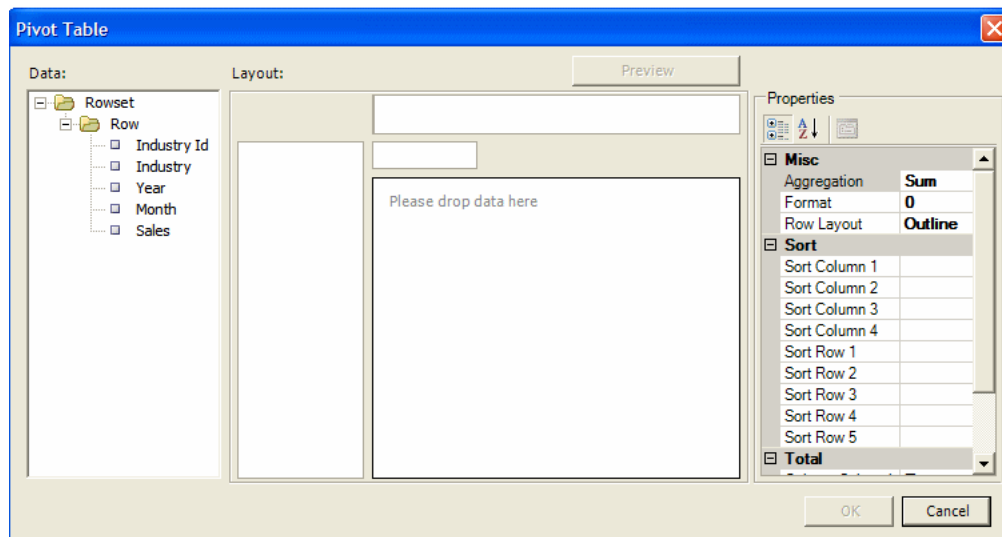 Pivot Table
Data:
Layout:
Preview
Rowset
Row
Industry Id
Industry
Year
Month
Sales
Please drop data here
Properties
A
Z
Misc
Aggregation Sum
Format 0
Row Layout Outline
Sort
Sort Column 1
Sort Column 2
Sort Column 3
Sort Column 4
Sort Row 1
Sort Row 2
Sort Row 3
Sort Row 4
Sort Row 5
Total
OK
Cancel